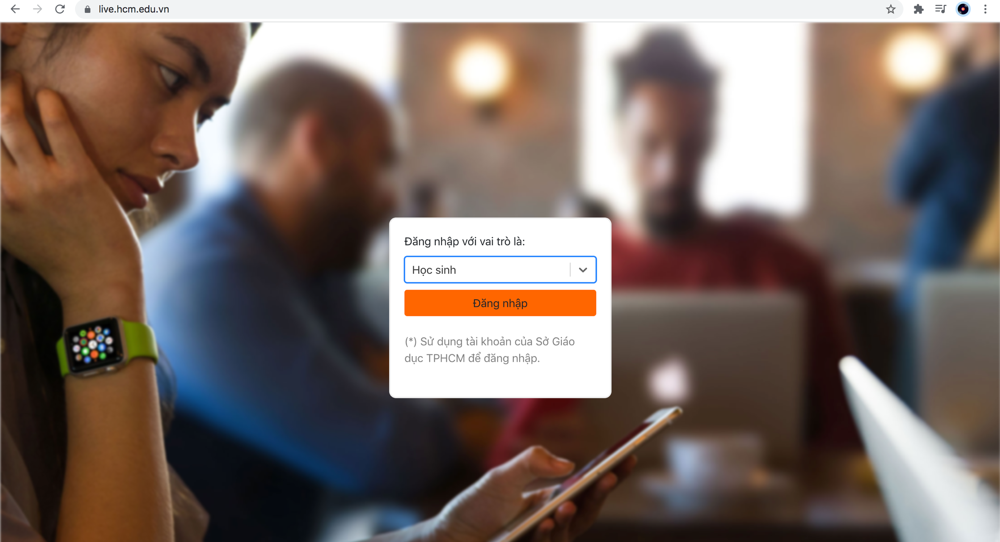 live.hcm.edu.vn
Đăng nhập với vai trò là:
Học sinh
Đăng nhập
(*) Sử dụng tài khoản của Sở Giáo
dục TPHCM để đăng nhập.